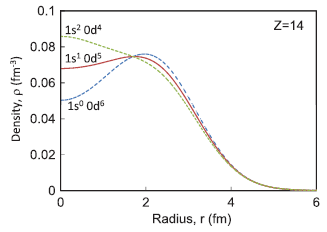 0.1
Z=14
1s² 0d⁴
0.08
1s¹ 0d⁵
0.06
1s⁰ 0d⁶
0.04
0.02
0
Density, ρ (fm⁻³)
0 2 4 6
Radius, r (fm)